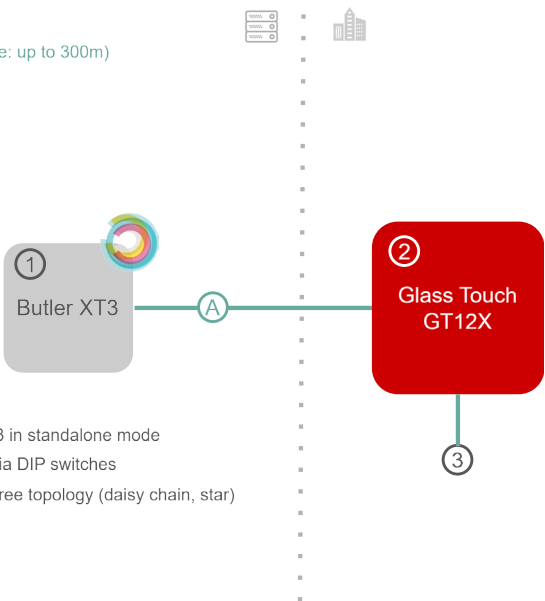 e: up to 300m)
1
Butler XT3
A
2
Glass Touch
GT12X
3 in standalone mode
ia DIP switches
ree topology (daisy chain, star)
3